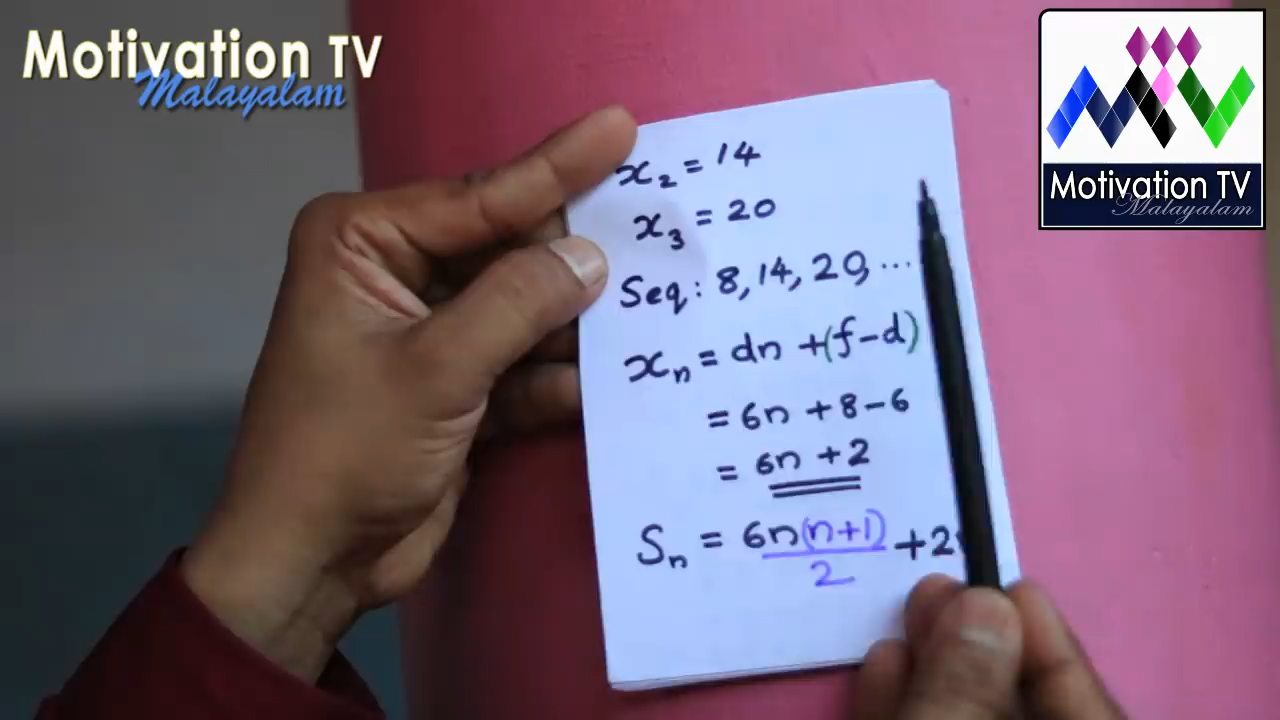 Motivation TV
Malayalam
Motivation TV
Malayalam
x₂ = 14
x₃ = 20
Seq: 8, 14, 20, ...
xₙ = dn + (f - d)
= 6n + 8 - 6
= 6n + 2
Sₙ = 6n(n+1)/2 + 2